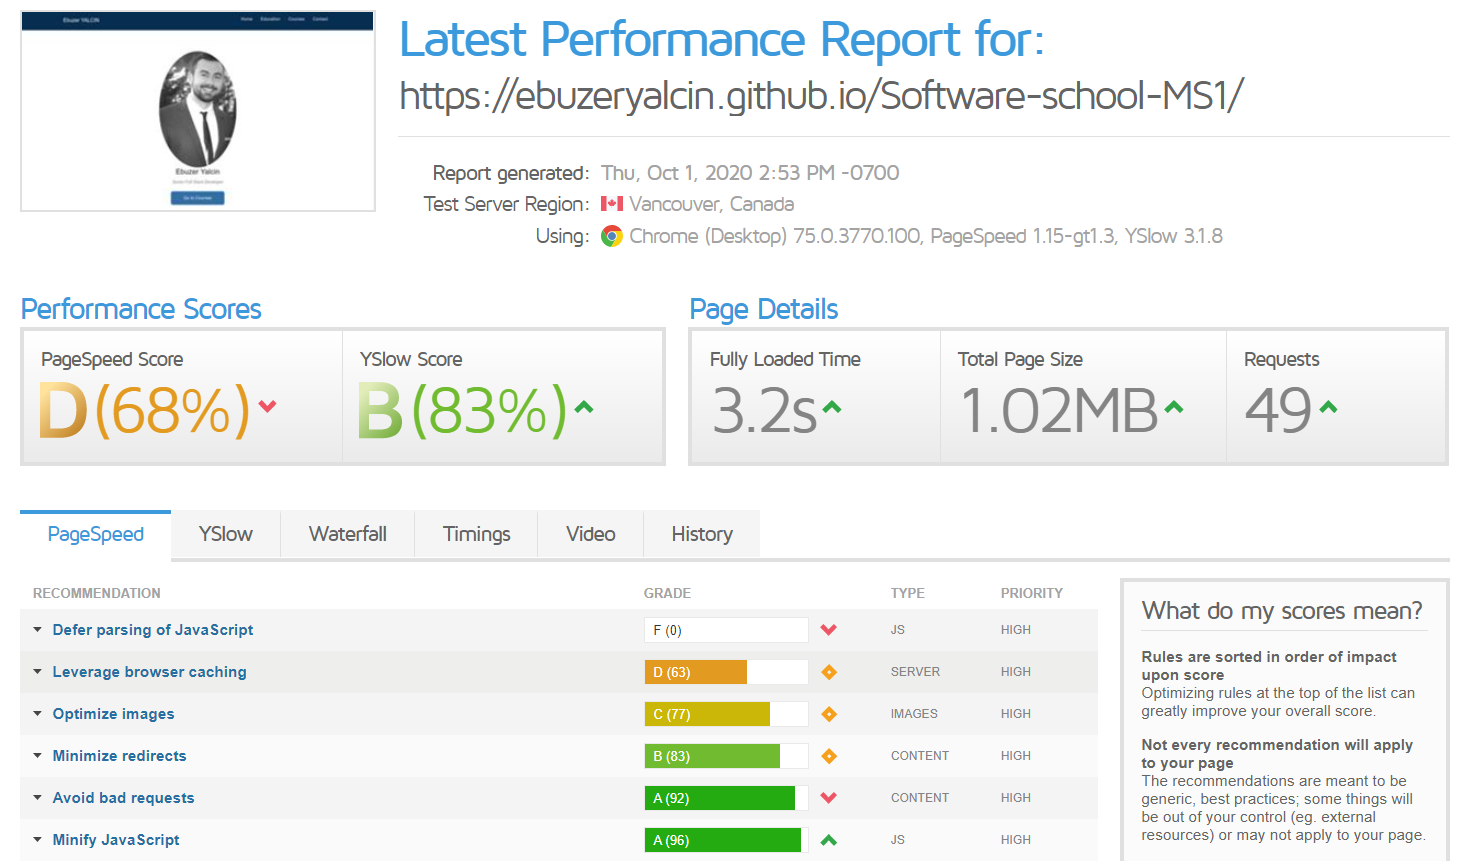 Ebuzer YALCIN
Home Education Courses Contact
Ebuzer Yalcin
Go to Courses
Latest Performance Report for:
https://ebuzeryalcin.github.io/Software-school-MS1/
Report generated: Thu, Oct 1, 2020 2:53 PM -0700
Test Server Region: Vancouver, Canada
Using: Chrome (Desktop) 75.0.3770.100, PageSpeed 1.15-gt1.3, YSlow 3.1.8
Performance Scores
PageSpeed Score
D(68%)
YSlow Score
B(83%)
Page Details
Fully Loaded Time
3.2s
Total Page Size
1.02MB
Requests
49
PageSpeed YSlow Waterfall Timings Video History
RECOMMENDATION GRADE TYPE PRIORITY
Defer parsing of JavaScript F (0) JS HIGH
Leverage browser caching D (63) SERVER HIGH
Optimize images C (77) IMAGES HIGH
Minimize redirects B (83) CONTENT HIGH
Avoid bad requests A (92) CONTENT HIGH
Minify JavaScript A (96) JS HIGH
What do my scores mean?
Rules are sorted in order of impact
upon score
Optimizing rules at the top of the list can
greatly improve your overall score.
Not every recommendation will apply
to your page
The recommendations are meant to be
generic, best practices; some things will
be out of your control (eg. external
resources) or may not apply to your page.